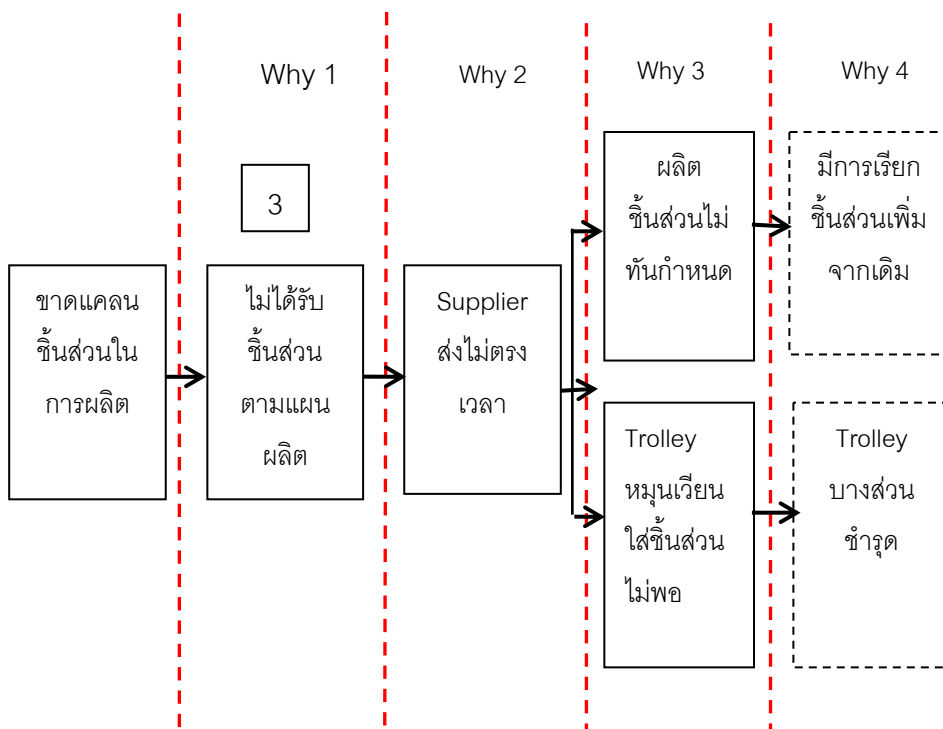 Why 1
Why 2
Why 3
Why 4
3
ขาดแคลน
ชิ้นส่วนใน
การผลิต
ไม่ได้รับ
ชิ้นส่วน
ตามแผน
ผลิต
Supplier
ส่งไม่ตรง
เวลา
ผลิต
ชิ้นส่วนไม่
ทันกำหนด
มีการเรียก
ชิ้นส่วนเพิ่ม
จากเดิม
Trolley
หมุนเวียน
ใส่ชิ้นส่วน
ไม่พอ
Trolley
บางส่วน
ชำรุด